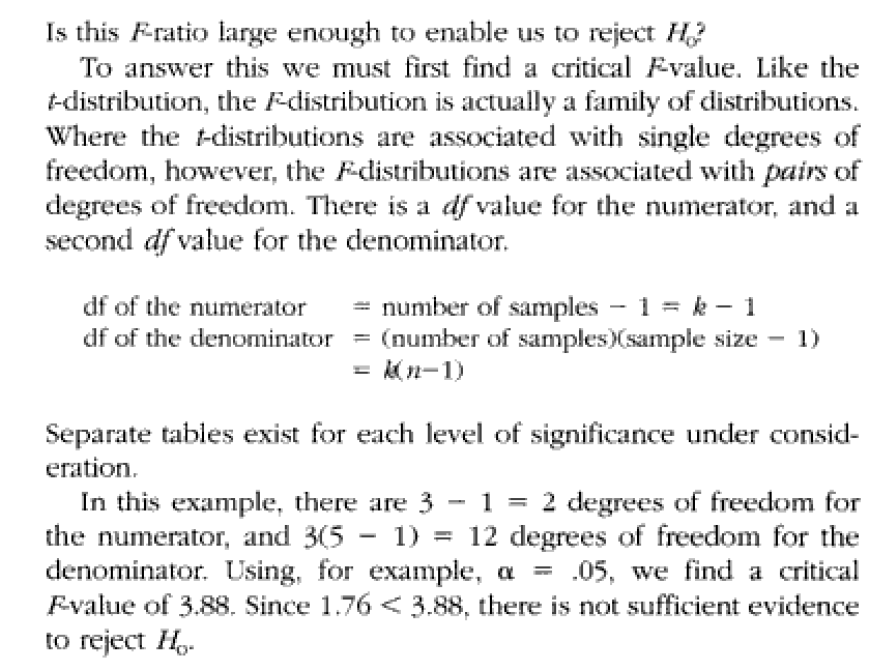 Is this F-ratio large enough to enable us to reject H₀?
To answer this we must first find a critical F-value. Like the
t-distribution, the F-distribution is actually a family of distributions.
Where the t-distributions are associated with single degrees of
freedom, however, the F-distributions are associated with pairs of
degrees of freedom. There is a df value for the numerator, and a
second df value for the denominator.
df of the numerator = number of samples − 1 = k − 1
df of the denominator = (number of samples)(sample size − 1)
= k(n−1)
Separate tables exist for each level of significance under consid-
eration.
In this example, there are 3 − 1 = 2 degrees of freedom for
the numerator, and 3(5 − 1) = 12 degrees of freedom for the
denominator. Using, for example, α = .05, we find a critical
F-value of 3.88. Since 1.76 < 3.88, there is not sufficient evidence
to reject H₀.